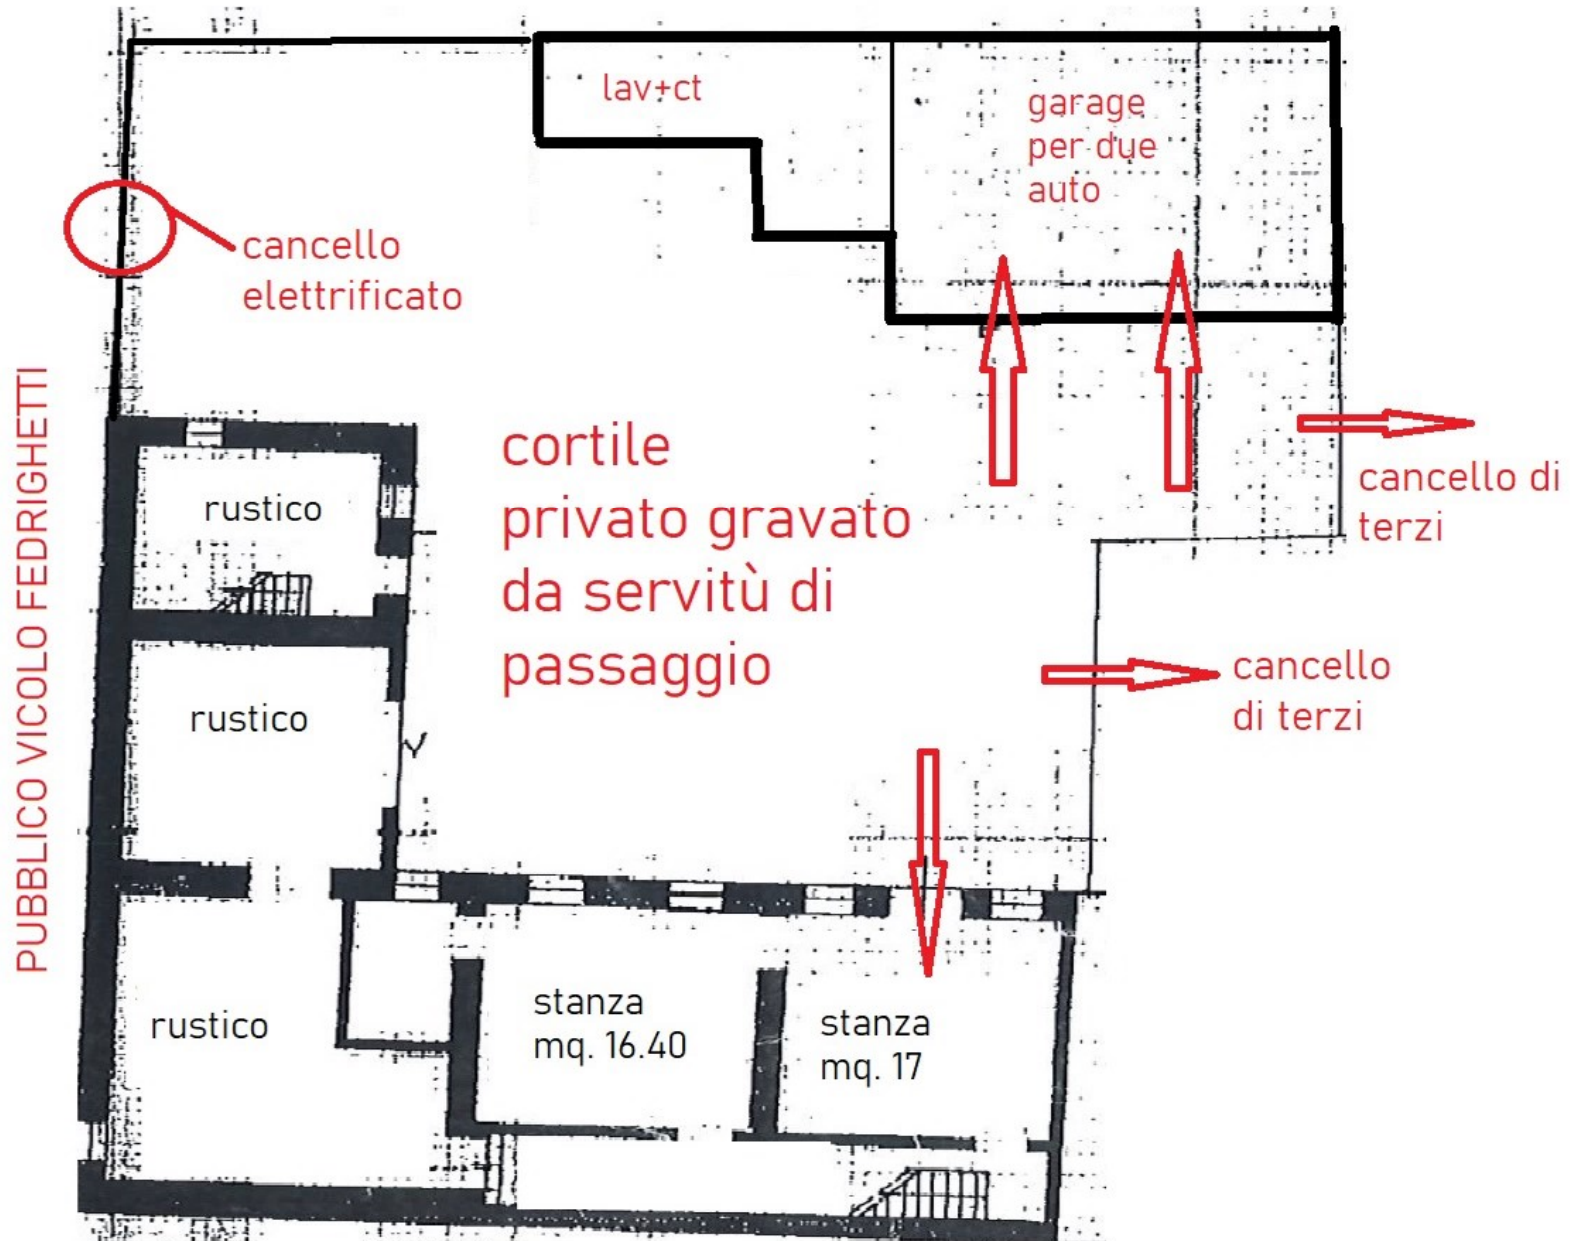 lav+ct
garage
per due
auto
cancello
elettrificato
PUBBLICO VICOLO FEDRIGHETTI
cortile
privato gravato
da servitù di
passaggio
cancello di
terzi
rustico
cancello
di terzi
rustico
stanza
mq. 16.40
stanza
mq. 17
rustico